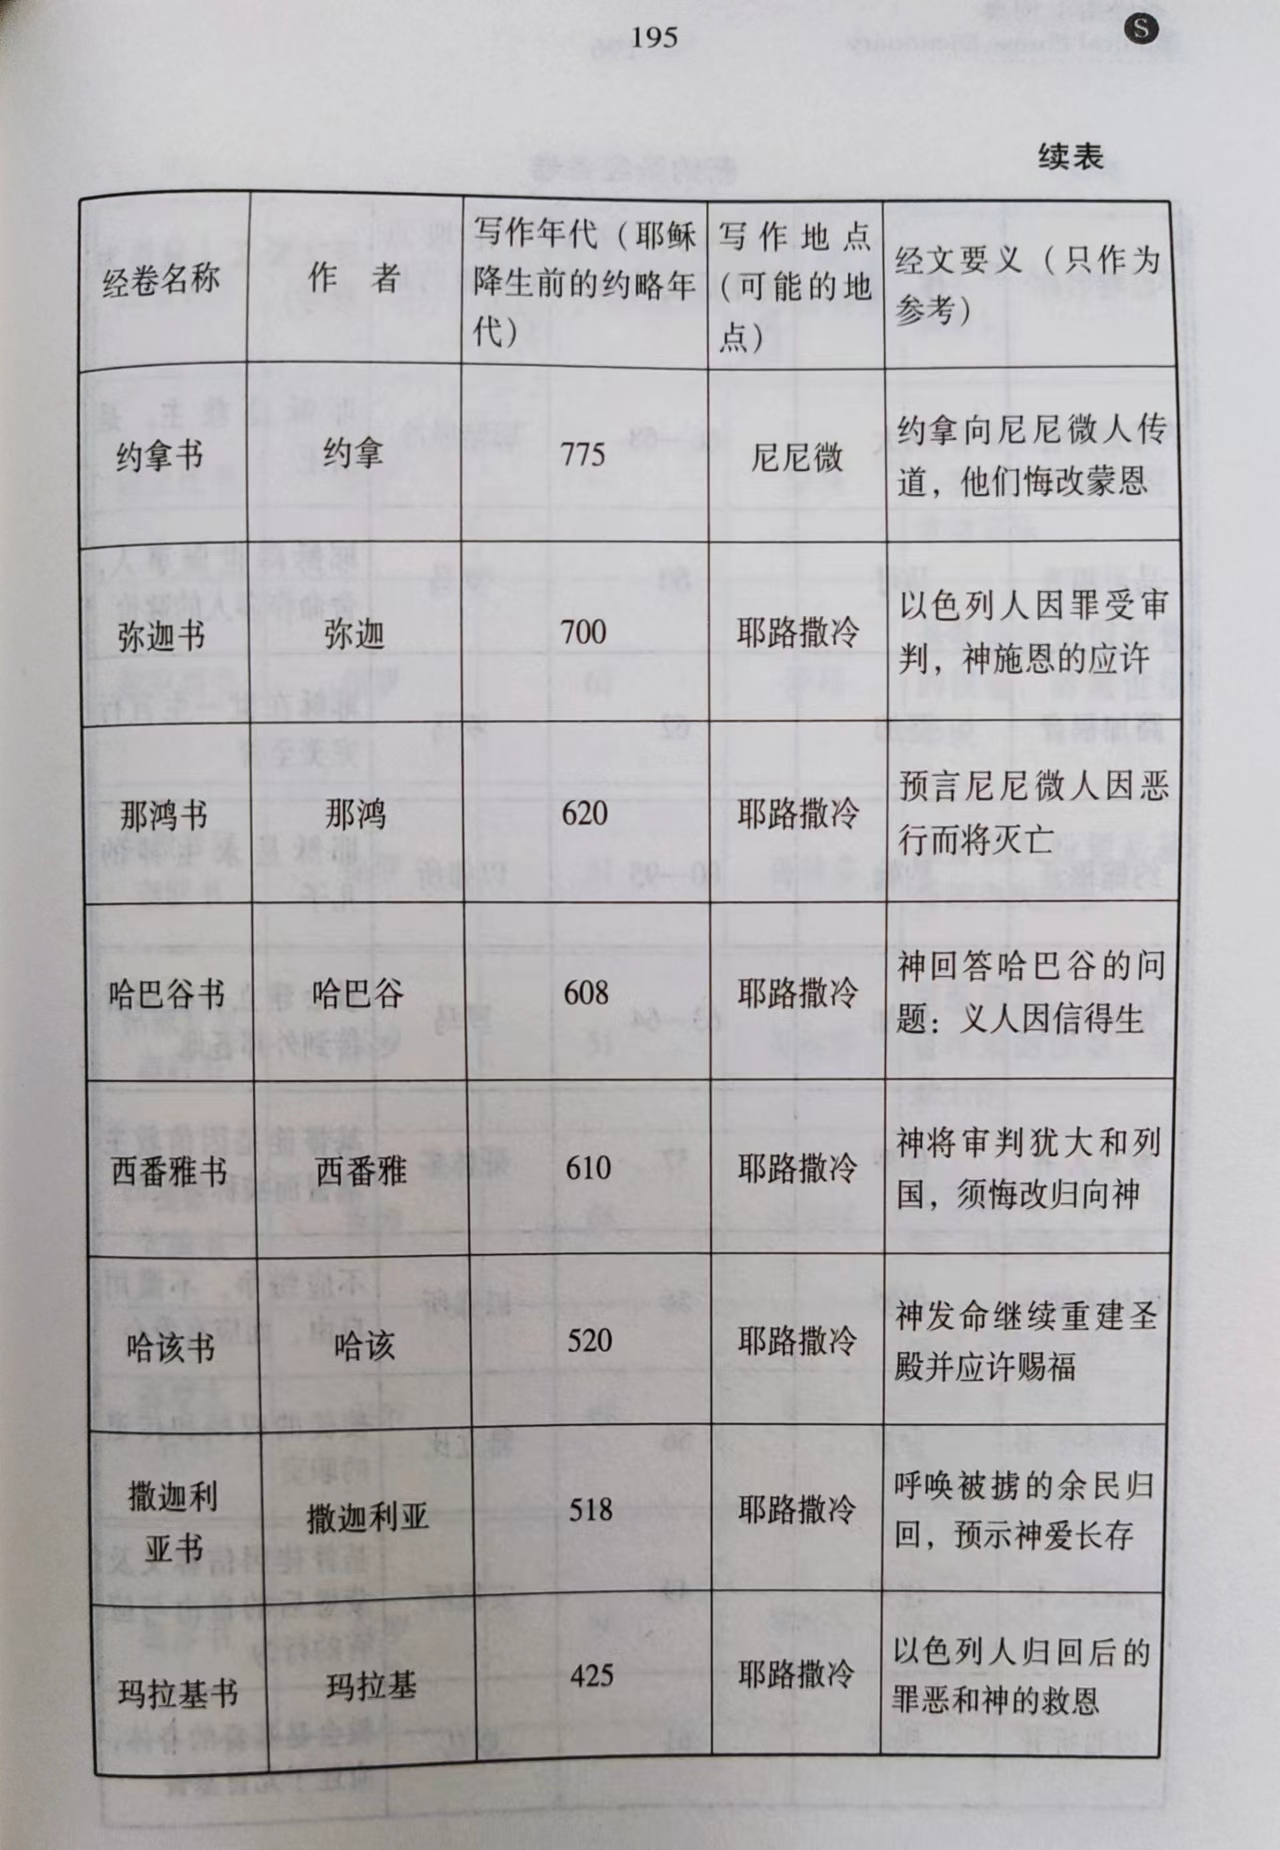 195
S
续表
经卷名称
作 者
写作年代（耶稣
降生前的约略年
代）
写作地点
（可能的地
点）
经文要义（只作为
参考）
约拿书
约拿
775
尼尼微
约拿向尼尼微人传
道，他们悔改蒙恩
弥迦书
弥迦
700
耶路撒冷
以色列人因罪受审
判，神施恩的应许
那鸿书
那鸿
620
耶路撒冷
预言尼尼微人因恶
行而将灭亡
哈巴谷书
哈巴谷
608
耶路撒冷
神回答哈巴谷的问
题：义人因信得生
西番雅书
西番雅
610
耶路撒冷
神将审判犹大和列
国，须悔改归向神
哈该书
哈该
520
耶路撒冷
神发命继续重建圣
殿并应许赐福
撒迦利
亚书
撒迦利亚
518
耶路撒冷
呼唤被掳的余民归
回，预示神爱长存
玛拉基书
玛拉基
425
耶路撒冷
以色列人归回后的
罪恶和神的救恩